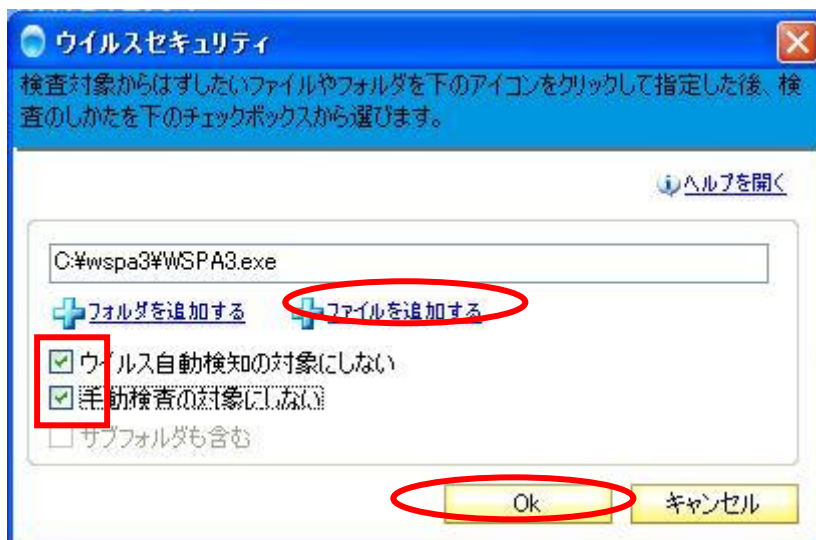 ウイルスセキュリティ
検査対象からはずしたいファイルやフォルダを下のアイコンをクリックして指定した後、検
査のしかたを下のチェックボックスから選びます。
ヘルプを開く
C:¥wspa3¥WSPA3.exe
フォルダを追加する ファイルを追加する
ウイルス自動検知の対象にしない
手動検査の対象にしない
サブフォルダも含む
Ok キャンセル